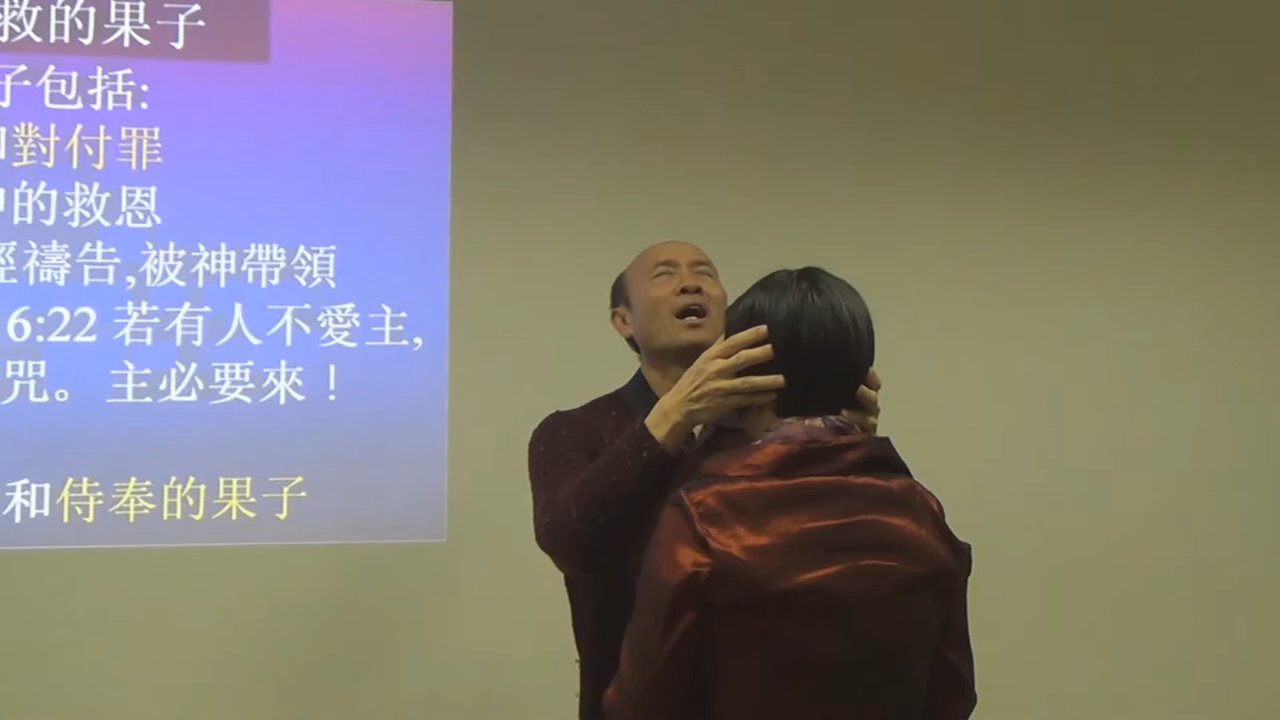 救的果子
子包括:
對付罪
的救恩
禱告,被神帶領
6:22 若有人不愛主,
咒。主必要來！
和侍奉的果子